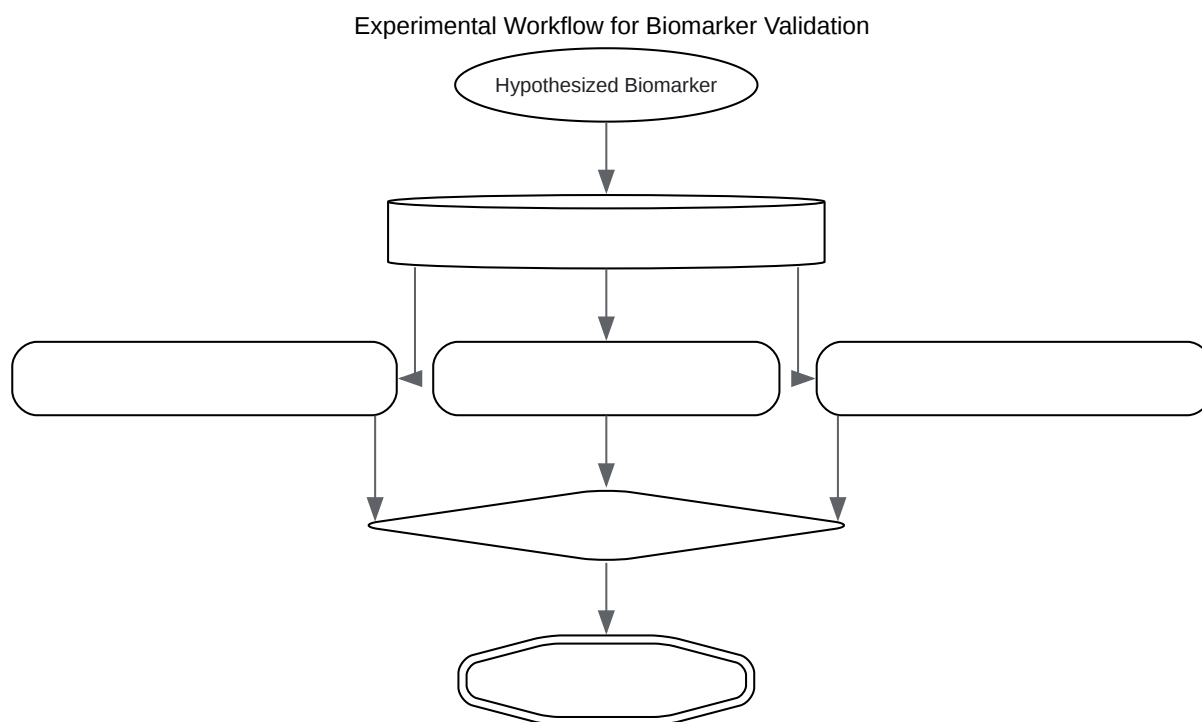 Experimental Workflow for Biomarker Validation
Hypothesized Biomarker